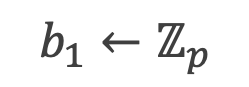 b₁ ← ℤₚ